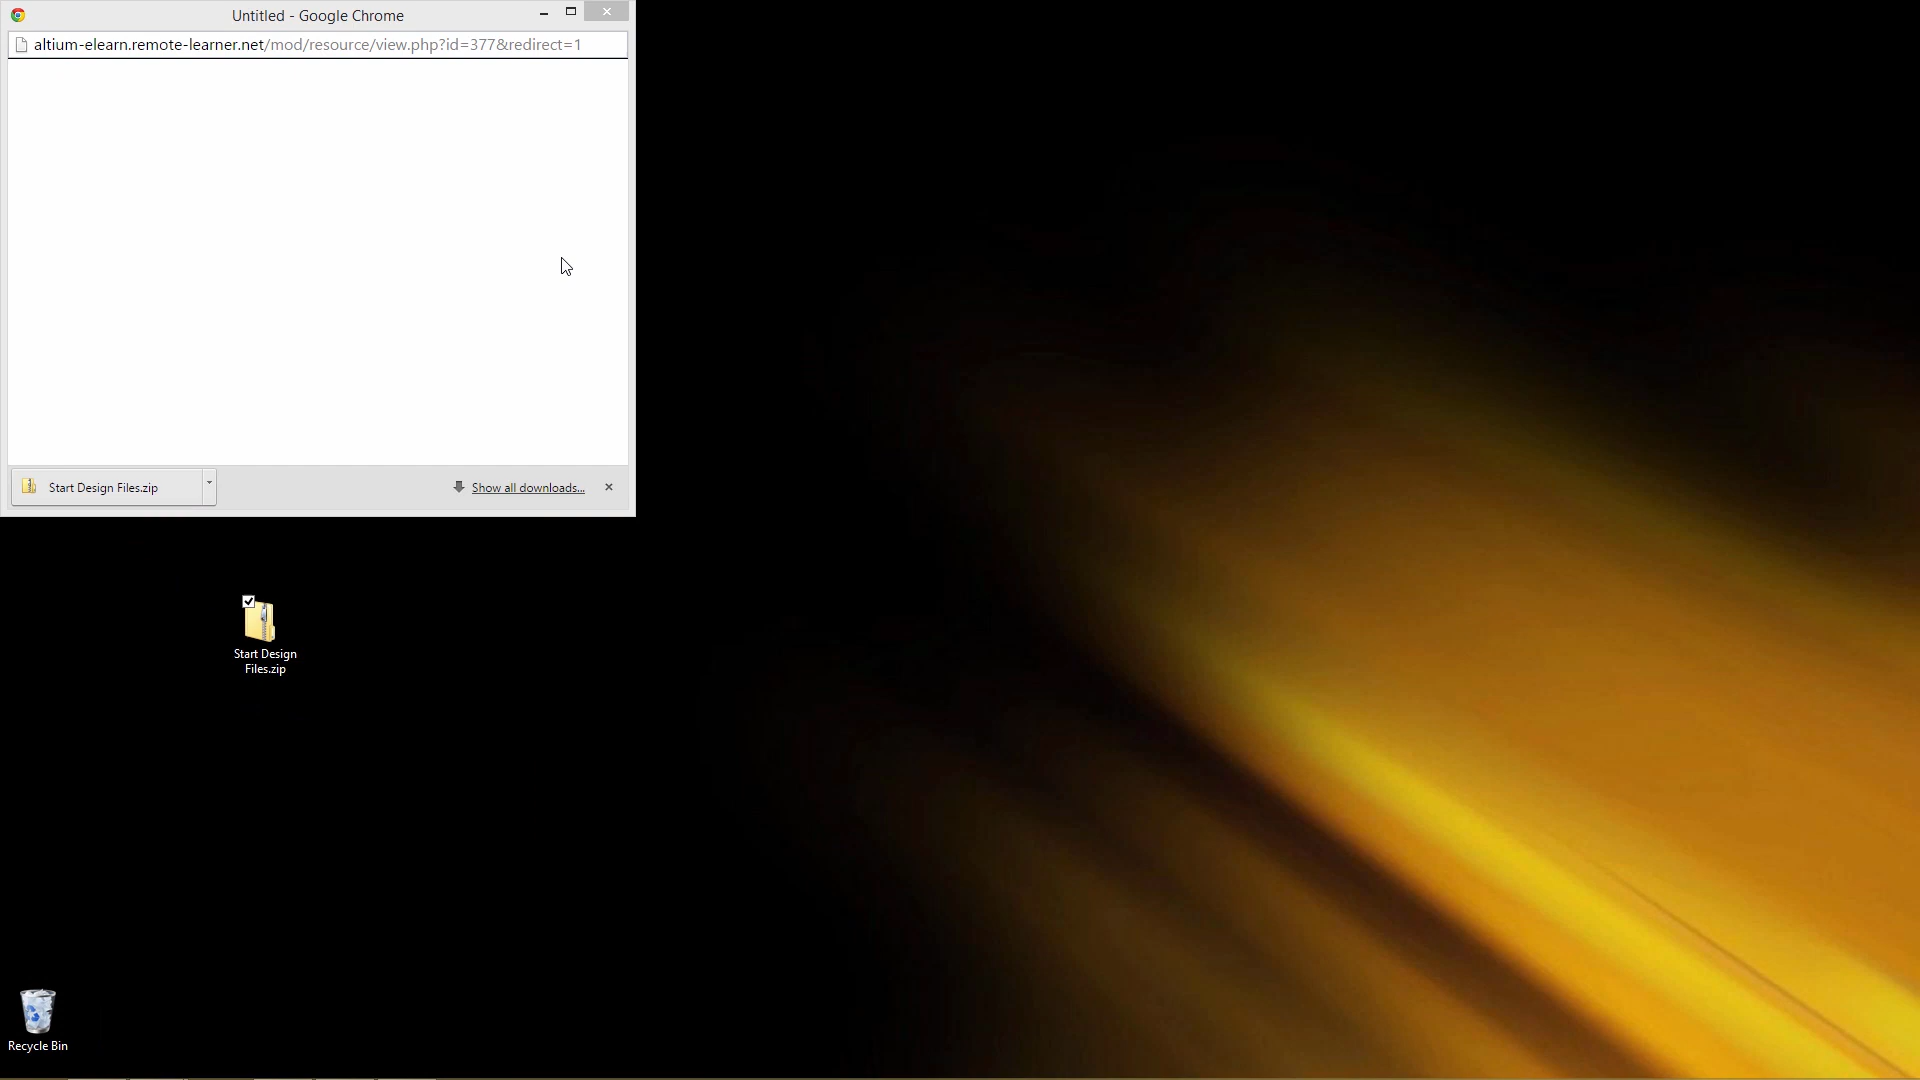 Untitled - Google Chrome
altium-elearn.remote-learner.net/mod/resource/view.php?id=377&redirect=1
Start Design Files.zip
Show all downloads...
Start Design
Files.zip
Recycle Bin